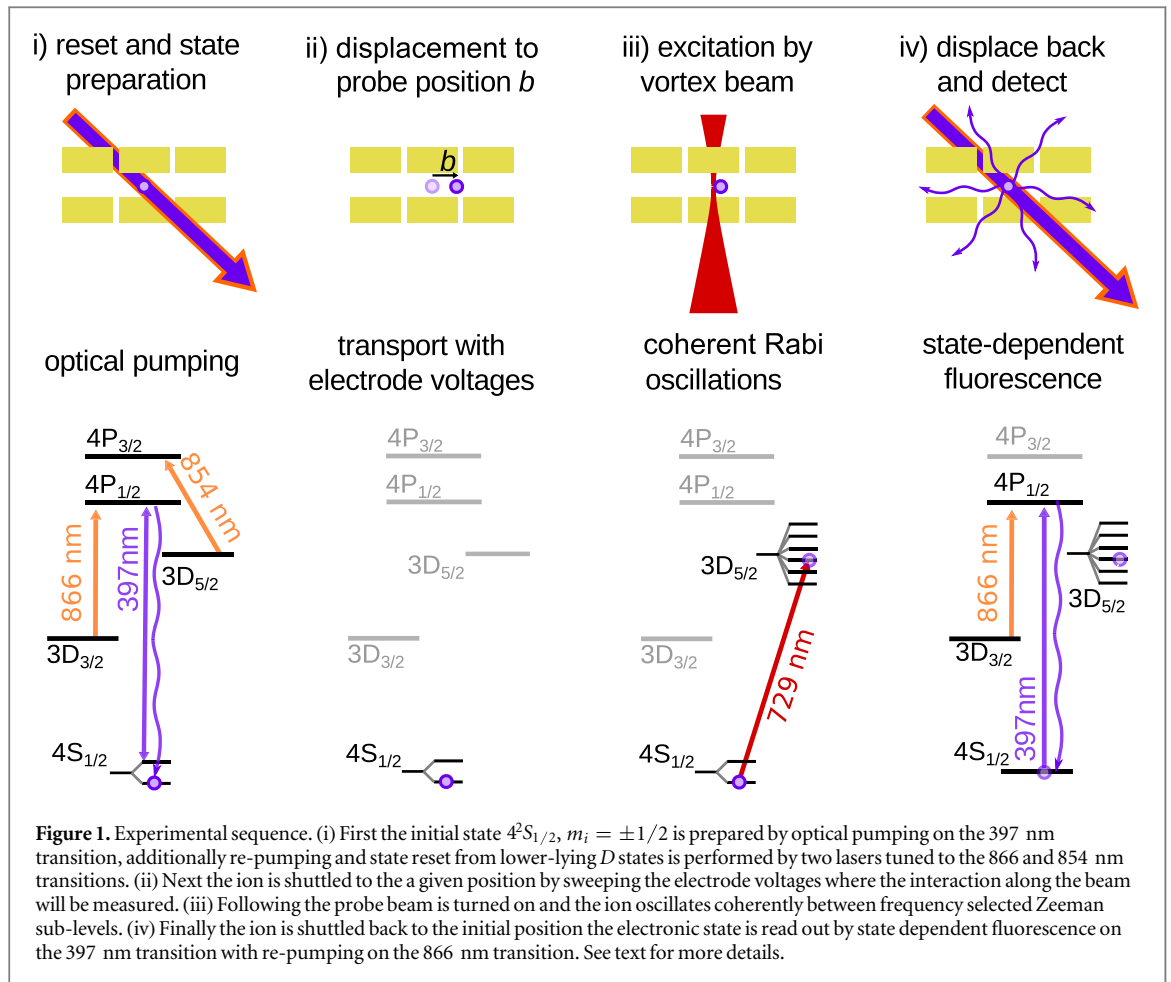 i) reset and state
preparation
ii) displacement to
probe position b
iii) excitation by
vortex beam
iv) displace back
and detect
b
optical pumping
transport with
electrode voltages
coherent Rabi
oscillations
state-dependent
fluorescence
4P3/2
4P1/2
854 nm
866 nm
397nm
3D5/2
3D3/2
4S1/2
4P3/2
4P1/2
3D5/2
3D3/2
4S1/2
4P3/2
4P1/2
3D5/2
3D3/2
729 nm
4S1/2
4P3/2
4P1/2
866 nm
3D5/2
3D3/2
397nm
4S1/2
Figure 1. Experimental sequence. (i) First the initial state 4²S1/2, mi = ±1/2 is prepared by optical pumping on the 397 nm
transition, additionally re-pumping and state reset from lower-lying D states is performed by two lasers tuned to the 866 and 854 nm
transitions. (ii) Next the ion is shuttled to the a given position by sweeping the electrode voltages where the interaction along the beam
will be measured. (iii) Following the probe beam is turned on and the ion oscillates coherently between frequency selected Zeeman
sub-levels. (iv) Finally the ion is shuttled back to the initial position the electronic state is read out by state dependent fluorescence on
the 397 nm transition with re-pumping on the 866 nm transition. See text for more details.